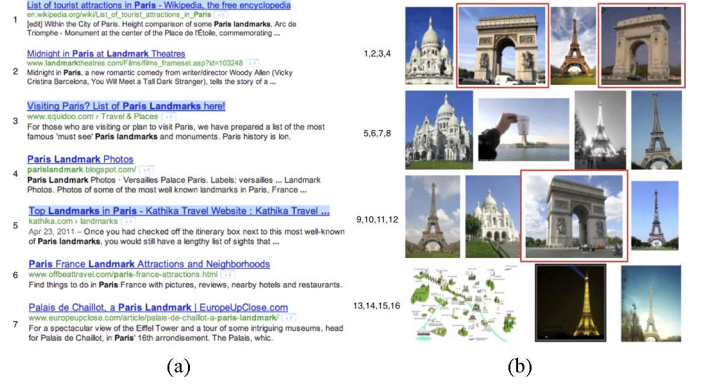 1
List of tourist attractions in Paris - Wikipedia, the free encyclopedia
en.wikipedia.org/wiki/List_of_tourist_attractions_in_Paris +1
[edit] Within the City of Paris. Height comparison of some Paris landmarks. Arc de
Triomphe - Monument at the center of the Place de l'Étoile, commemorating ...
2
Midnight in Paris at Landmark Theatres
www.landmarktheatres.com/Films/films_frameset.asp?id=103248 +1
Midnight in Paris, a new romantic comedy from writer/director Woody Allen (Vicky
Cristina Barcelona, You Will Meet a Tall Dark Stranger), tells the story of a ...
3
Visiting Paris? List of Paris Landmarks here!
www.squidoo.com › Travel & Places +1
For those who are visiting or plan to visit Paris, we have prepared a list of the most
famous 'must see' Paris landmarks and monuments. Paris history is lon.
4
Paris Landmark Photos
parislandmark.blogspot.com/ +1
Paris Landmark Photos · Versailles Palace Paris. Labels: versailles ... Landmark
Photos. Photos of some of the most well known landmarks in Paris, France ...
5
Top Landmarks in Paris - Kathika Travel Website : Kathika Travel ...
kathika.com › landmarks +1
Apr 23, 2011 – Once you had checked off the itinerary box next to this most well-known
of Paris landmarks, you would still have a lengthy list of sights that ...
6
Paris France Landmark Attractions and Neighborhoods
www.offbeattravel.com/paris-france-attractions.html +1
Find things to do in Paris France with pictures, reviews, nearby hotels and restaurants.
7
Palais de Chaillot, a Paris Landmark | EuropeUpClose.com
www.europeupclose.com/article/palais-de-chaillot-a-paris-landmark/ +1
For a spectacular view of the Eiffel Tower and a tour of some intriguing museums, head
for Palais de Chaillot, in Paris' 16th arrondisement. The Palais, whic.
(a)
1,2,3,4
5,6,7,8
9,10,11,12
13,14,15,16
(b)